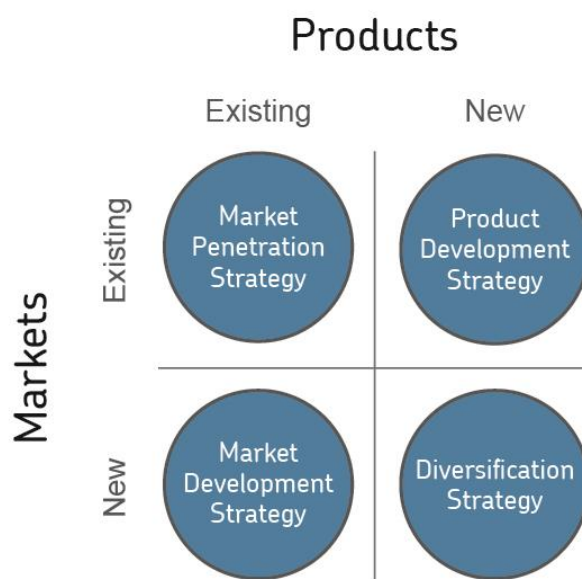 Products
Existing
New
Markets
Existing
Market
Penetration
Strategy
Product
Development
Strategy
New
Market
Development
Strategy
Diversification
Strategy